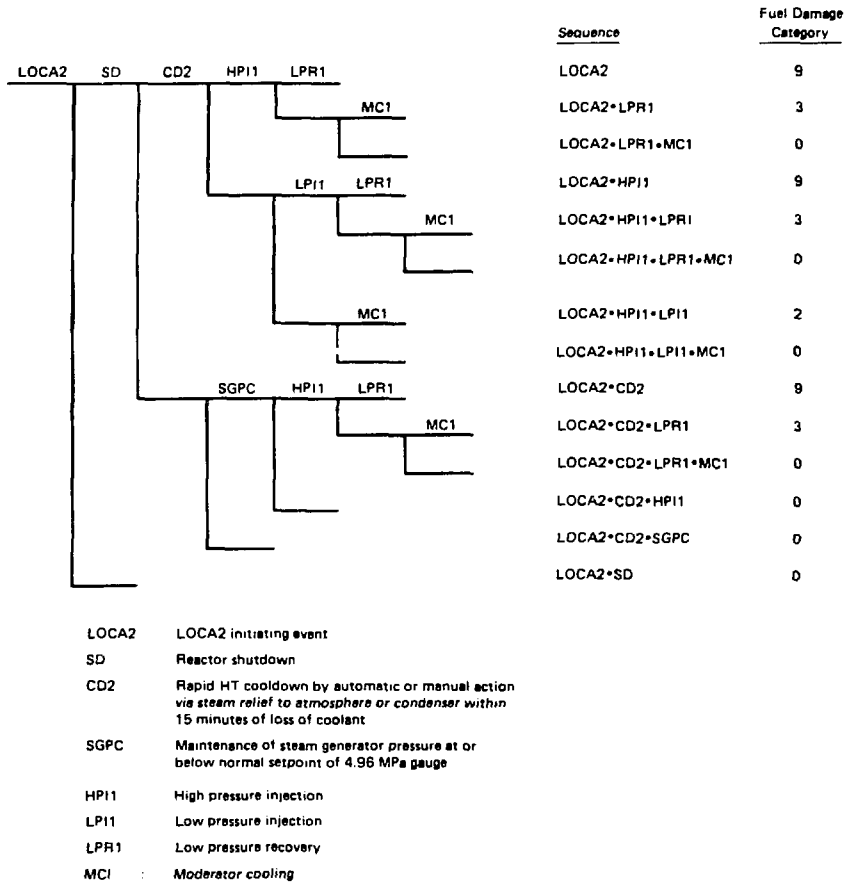 Fuel Damage
Sequence Category
LOCA2 SD CD2 HPI1 LPR1 LOCA2 9
MC1 LOCA2•LPR1 3
LOCA2•LPR1•MC1 0
LPI1 LPR1 LOCA2•HPI1 9
MC1 LOCA2•HPI1•LPRI 3
LOCA2•HPI1•LPR1•MC1 0
MC1 LOCA2•HPI1•LPI1 2
LOCA2•HPI1•LPI1•MC1 0
SGPC HPI1 LPR1 LOCA2•CD2 9
MC1 LOCA2•CD2•LPR1 3
LOCA2•CD2•LPR1•MC1 0
LOCA2•CD2•HPI1 0
LOCA2•CD2•SGPC 0
LOCA2•SD 0
LOCA2 LOCA2 initiating event
SD Reactor shutdown
CD2 Rapid HT cooldown by automatic or manual action
via steam relief to atmosphere or condenser within
15 minutes of loss of coolant
SGPC Maintenance of steam generator pressure at or
below normal setpoint of 4.96 MPa gauge
HPI1 High pressure injection
LPI1 Low pressure injection
LPR1 Low pressure recovery
MCI : Moderator cooling